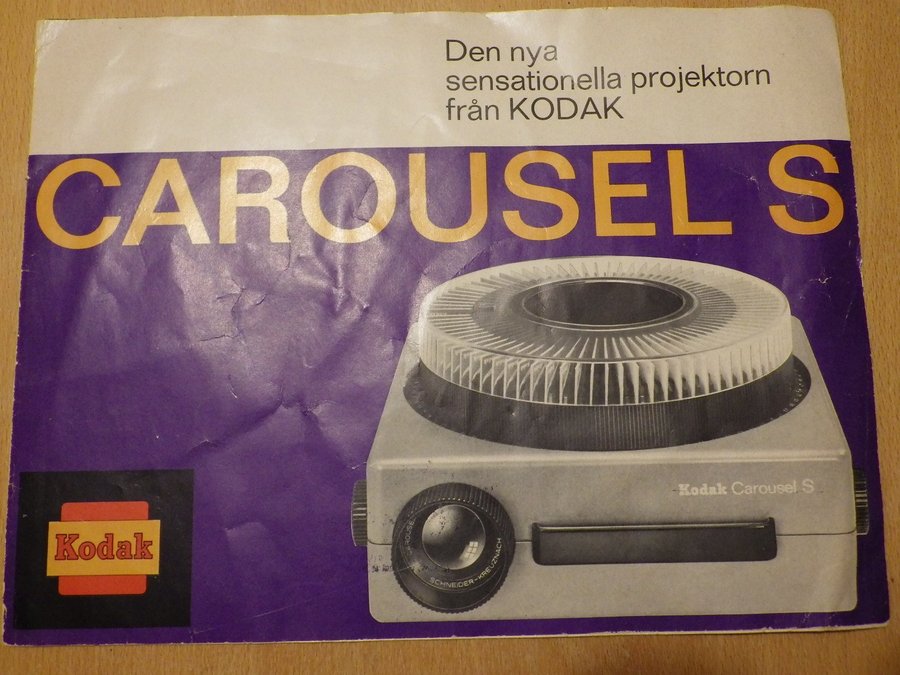 Den nya
sensationella projektorn
från KODAK
CAROUSEL S
Kodak Carousel S
SCHNEIDER-KREUZNACH
Kodak